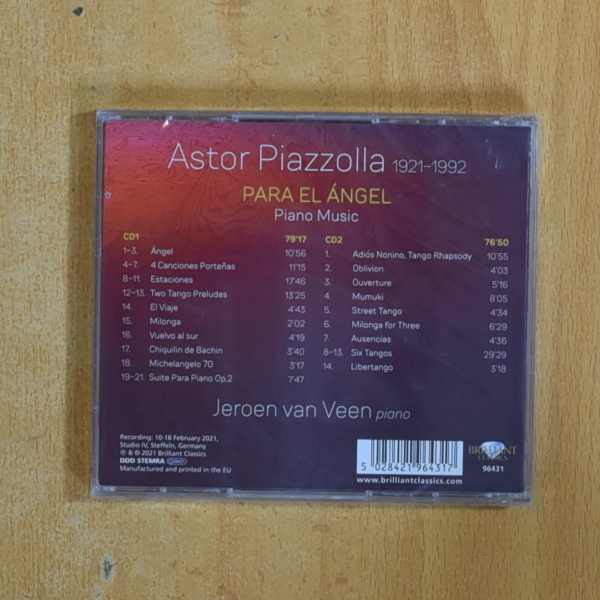 Astor Piazzolla 1921–1992
PARA EL ÁNGEL
Piano Music
CD1 79'17
1–3. Ángel 10'56
4–7. 4 Canciones Porteñas 11'15
8–11. Estaciones 17'46
12–13. Two Tango Preludes 13'25
14. El Viaje 4'43
15. Milonga 2'02
16. Vuelvo al sur 4'19
17. Chiquilin de Bachin 3'40
18. Michelangelo 70 3'17
19–21. Suite Para Piano Op.2 7'47
CD2 76'50
1. Adiós Nonino, Tango Rhapsody 10'55
2. Oblivion 4'03
3. Ouverture 5'16
4. Mumuki 8'05
5. Street Tango 4'34
6. Milonga for Three 6'29
7. Ausencias 4'36
8–13. Six Tangos 29'29
14. Libertango 3'18
Jeroen van Veen piano
Recording: 10-18 February 2021,
Studio IV, Steffeln, Germany
℗ & © 2021 Brilliant Classics
DDD STEMRA
Manufactured and printed in the EU
5 028421 964317
www.brilliantclassics.com
BRILLIANT
CLASSICS
96431